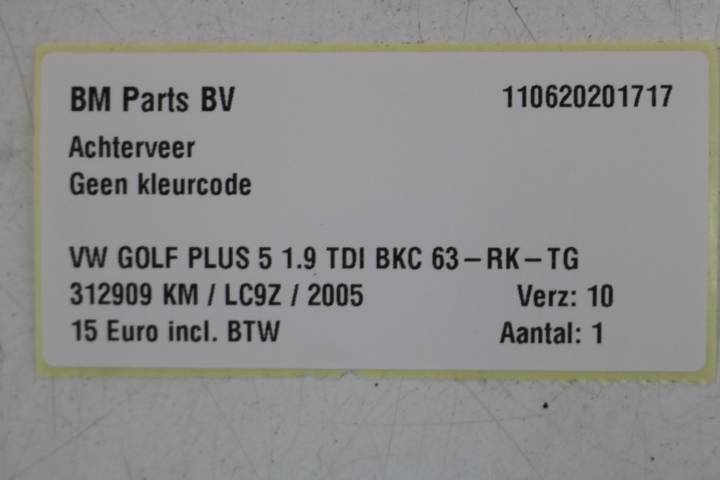 BM Parts BV 110620201717
Achterveer
Geen kleurcode
VW GOLF PLUS 5 1.9 TDI BKC 63-RK-TG
312909 KM / LC9Z / 2005 Verz: 10
15 Euro incl. BTW Aantal: 1